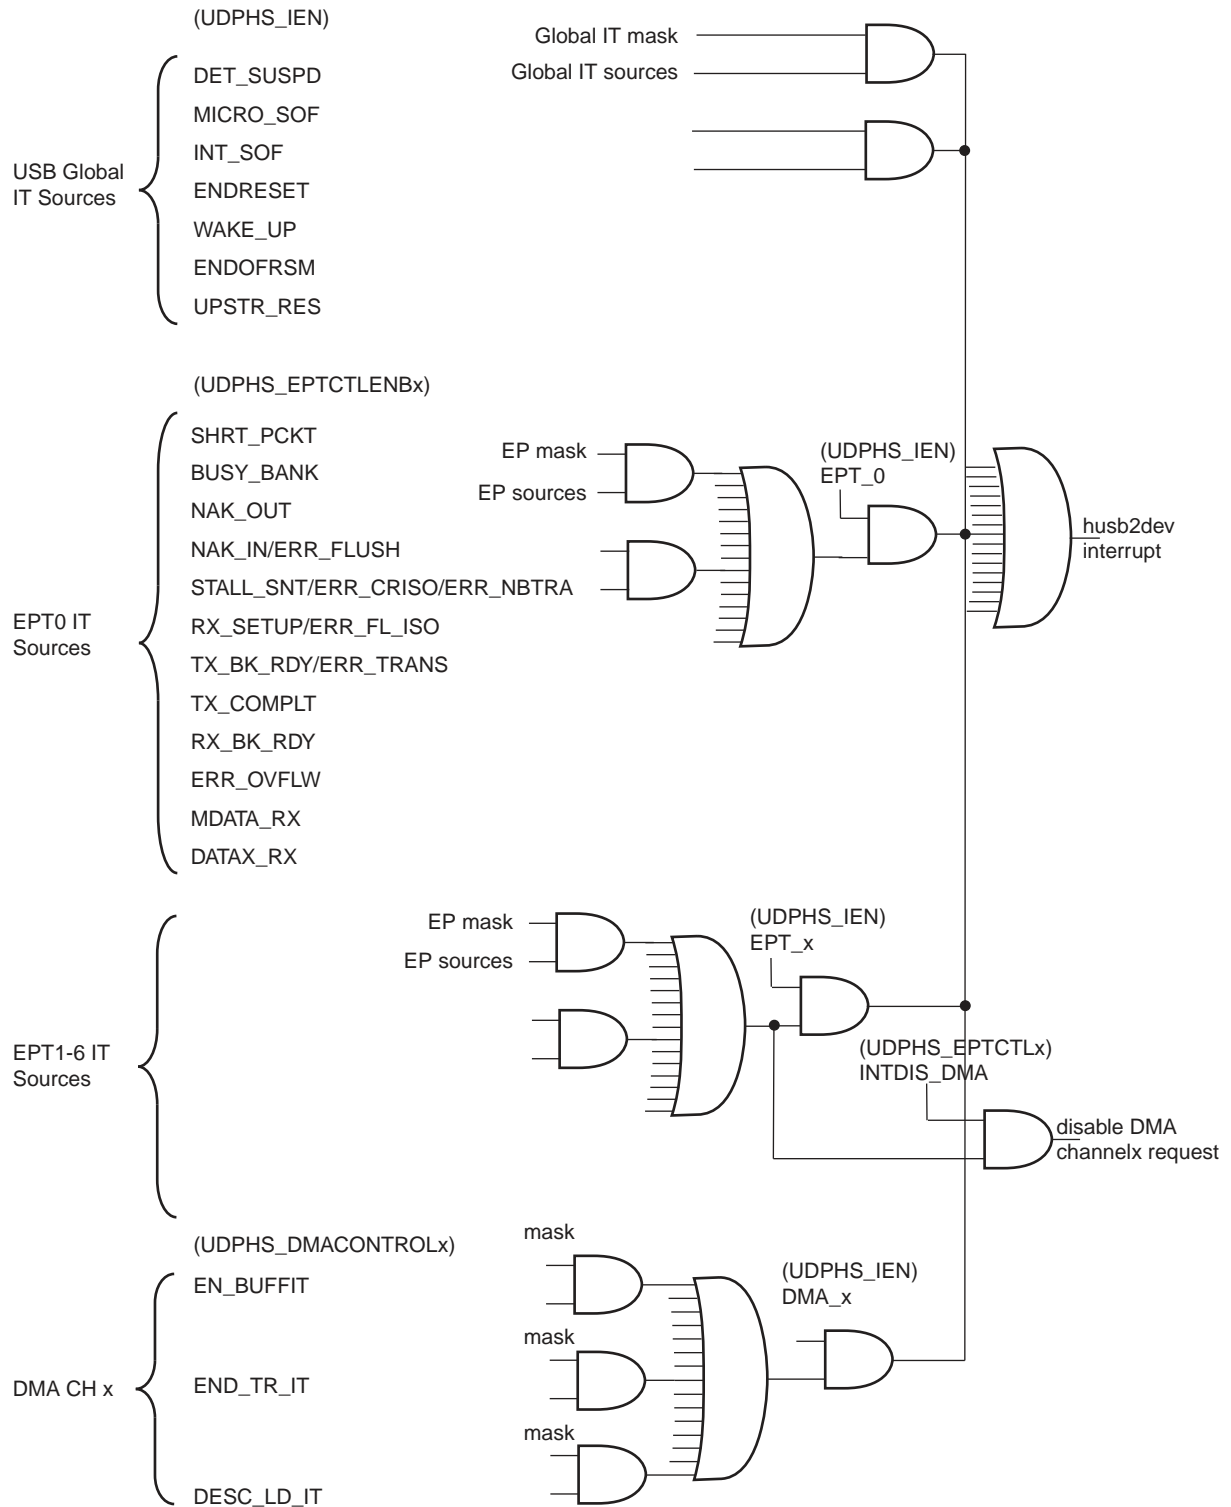 (UDPHS_IEN)
Global IT mask
Global IT sources
DET_SUSPD
MICRO_SOF
INT_SOF
USB Global
IT Sources
ENDRESET
WAKE_UP
ENDOFRSM
UPSTR_RES
(UDPHS_EPTCTLENBx)
SHRT_PCKT
BUSY_BANK
NAK_OUT
NAK_IN/ERR_FLUSH
STALL_SNT/ERR_CRISO/ERR_NBTRA
EPT0 IT
Sources
RX_SETUP/ERR_FL_ISO
TX_BK_RDY/ERR_TRANS
TX_COMPLT
RX_BK_RDY
ERR_OVFLW
MDATA_RX
DATAX_RX
EP mask
EP sources
(UDPHS_IEN)
EPT_0
husb2dev
interrupt
EPT1-6 IT
Sources
EP mask
EP sources
(UDPHS_IEN)
EPT_x
(UDPHS_EPTCTLx)
INTDIS_DMA
disable DMA
channelx request
(UDPHS_DMACONTROLx)
mask
EN_BUFFIT
(UDPHS_IEN)
DMA_x
mask
DMA CH x
END_TR_IT
mask
DESC_LD_IT